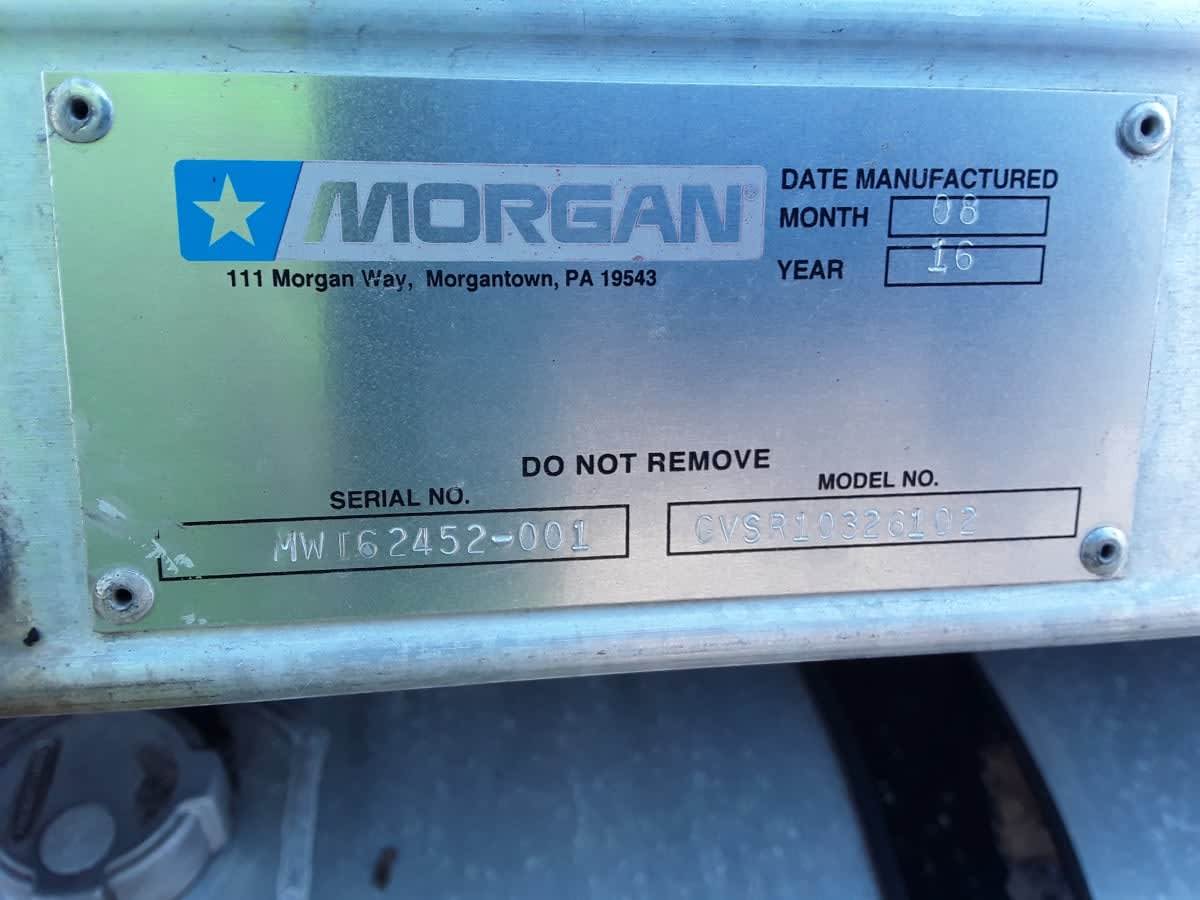 MORGAN®
111 Morgan Way, Morgantown, PA 19543
DATE MANUFACTURED
MONTH 08
YEAR 16
DO NOT REMOVE
SERIAL NO.
MWI62452-001
MODEL NO.
GVSR10326102